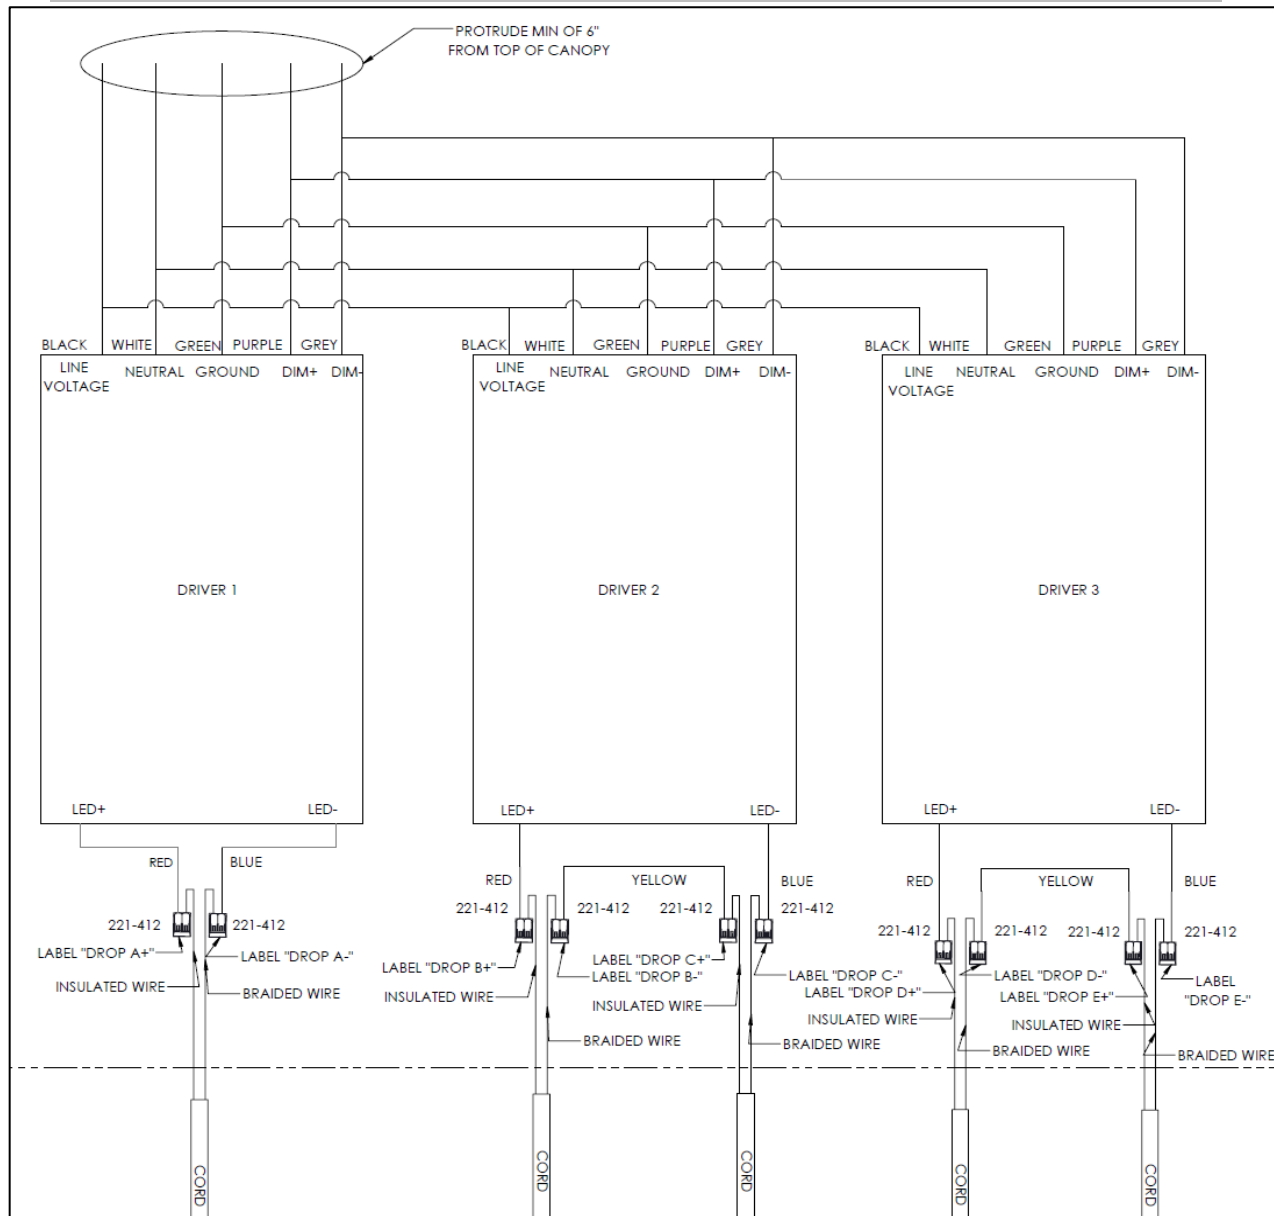 PROTRUDE MIN OF 6"
FROM TOP OF CANOPY
BLACK WHITE GREEN PURPLE GREY
LINE VOLTAGE NEUTRAL GROUND DIM+ DIM-
DRIVER 1
LED+ LED-
BLACK WHITE GREEN PURPLE GREY
LINE VOLTAGE NEUTRAL GROUND DIM+ DIM-
DRIVER 2
LED+ LED-
BLACK WHITE GREEN PURPLE GREY
LINE VOLTAGE NEUTRAL GROUND DIM+ DIM-
DRIVER 3
LED+ LED-
RED BLUE
221-412 221-412
LABEL "DROP A+" LABEL "DROP A-"
INSULATED WIRE
BRAIDED WIRE
CORD
RED YELLOW BLUE
221-412 221-412 221-412 221-412
LABEL "DROP B+"
LABEL "DROP C+"
LABEL "DROP B-"
LABEL "DROP C-"
INSULATED WIRE
INSULATED WIRE
BRAIDED WIRE
BRAIDED WIRE
CORD
CORD
RED YELLOW BLUE
221-412 221-412 221-412 221-412
LABEL "DROP D+"
LABEL "DROP D-"
LABEL "DROP E+"
LABEL
"DROP E-"
INSULATED WIRE
INSULATED WIRE
BRAIDED WIRE
BRAIDED WIRE
CORD
CORD